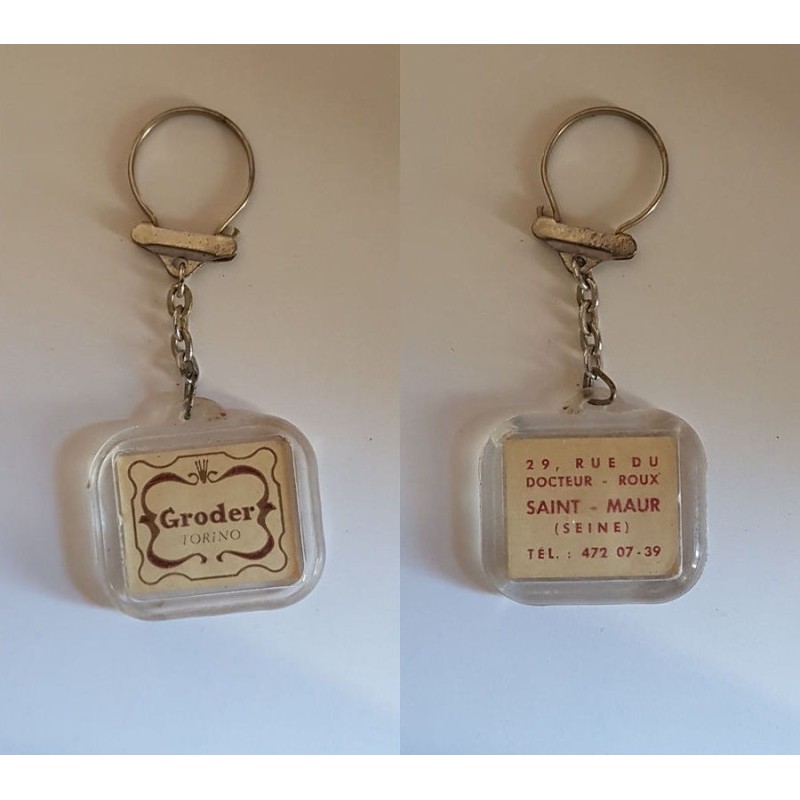 Groder
TORINO
29, RUE DU
DOCTEUR - ROUX
SAINT - MAUR
(SEINE)
TÉL. : 472 07-39